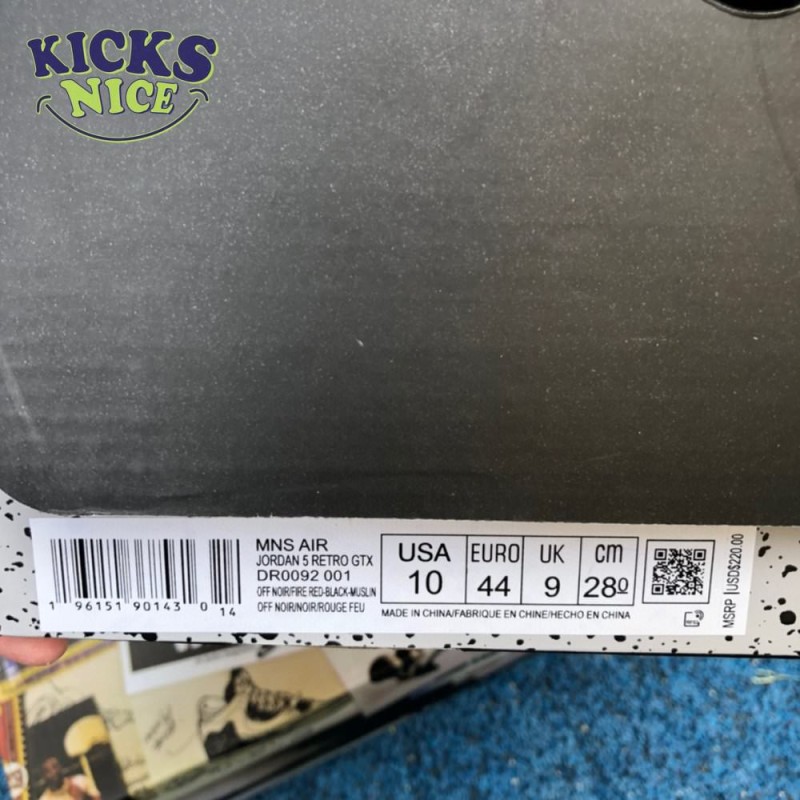 KICKS
NICE
MNS AIR
JORDAN 5 RETRO GTX
DR0092 001
OFF NOIR/FIRE RED-BLACK-MUSLIN
OFF NOIR/NOIR/ROUGE FEU
USA EURO UK cm
10 44 9 280
MADE IN CHINA/FABRIQUE EN CHINE/HECHO EN CHINA
1 96151 90143 0 14
MSRP USD$220.00